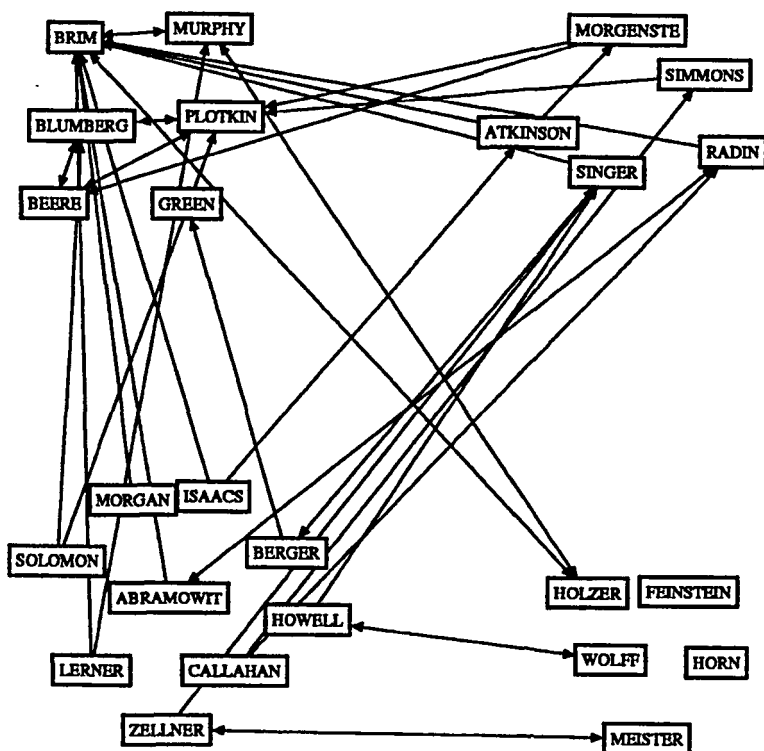 MURPHY
MORGENSTE
BRIM
SIMMONS
PLOTKIN
BLUMBERG
ATKINSON
RADIN
SINGER
BEERE
GREEN
MORGAN
ISAACS
BERGER
SOLOMON
ABRAMOWIT
HOLZER
FEINSTEIN
HOWELL
LERNER
CALLAHAN
WOLFF
HORN
ZELLNER
MEISTER